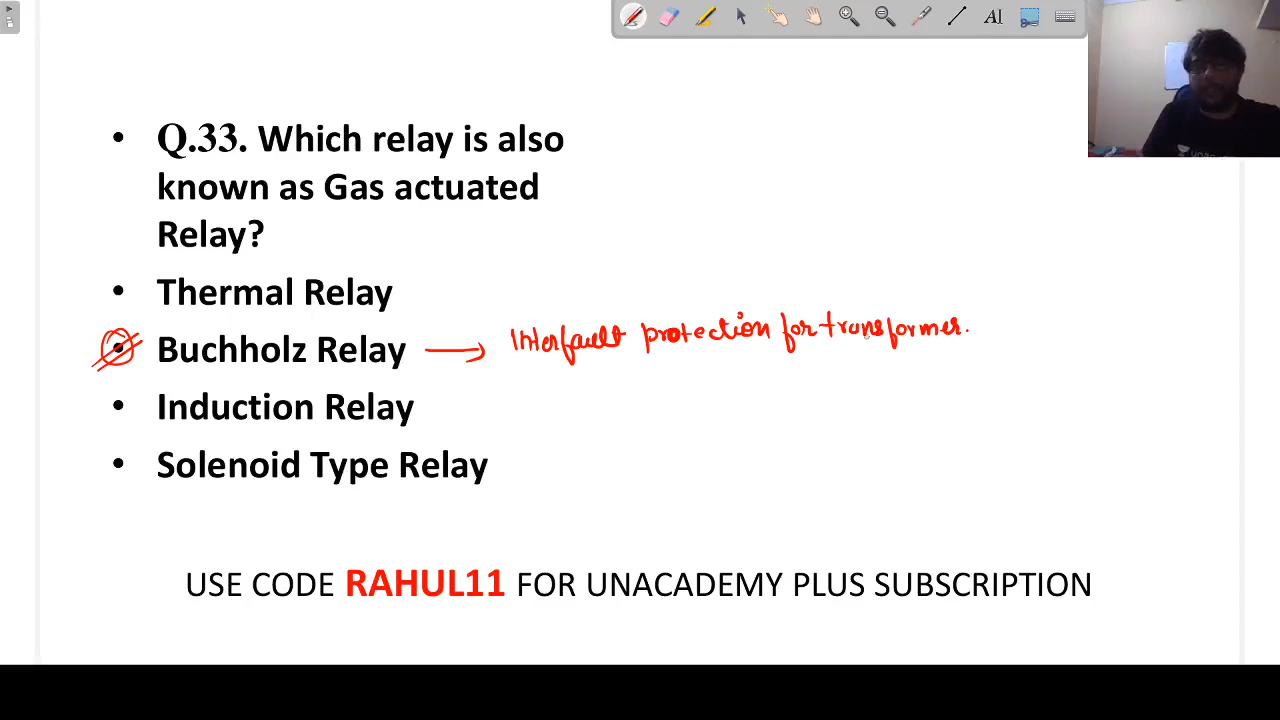 AI
• Q.33. Which relay is also
known as Gas actuated
Relay?
• Thermal Relay
• Buchholz Relay → Interfault protection for transformer.
• Induction Relay
• Solenoid Type Relay
USE CODE RAHUL11 FOR UNACADEMY PLUS SUBSCRIPTION